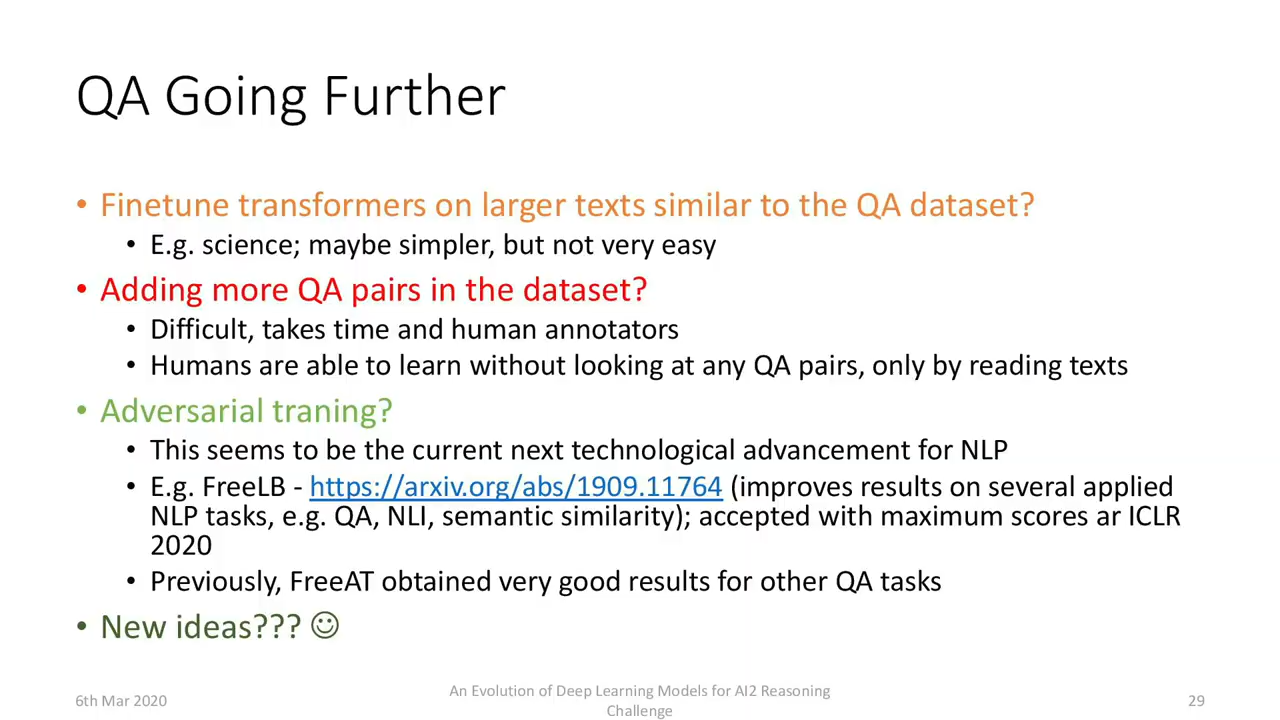 QA Going Further
• Finetune transformers on larger texts similar to the QA dataset?
• E.g. science; maybe simpler, but not very easy
• Adding more QA pairs in the dataset?
• Difficult, takes time and human annotators
• Humans are able to learn without looking at any QA pairs, only by reading texts
• Adversarial traning?
• This seems to be the current next technological advancement for NLP
• E.g. FreeLB - https://arxiv.org/abs/1909.11764 (improves results on several applied
NLP tasks, e.g. QA, NLI, semantic similarity); accepted with maximum scores ar ICLR
2020
• Previously, FreeAT obtained very good results for other QA tasks
• New ideas??? ☺
6th Mar 2020
An Evolution of Deep Learning Models for AI2 Reasoning
Challenge
29